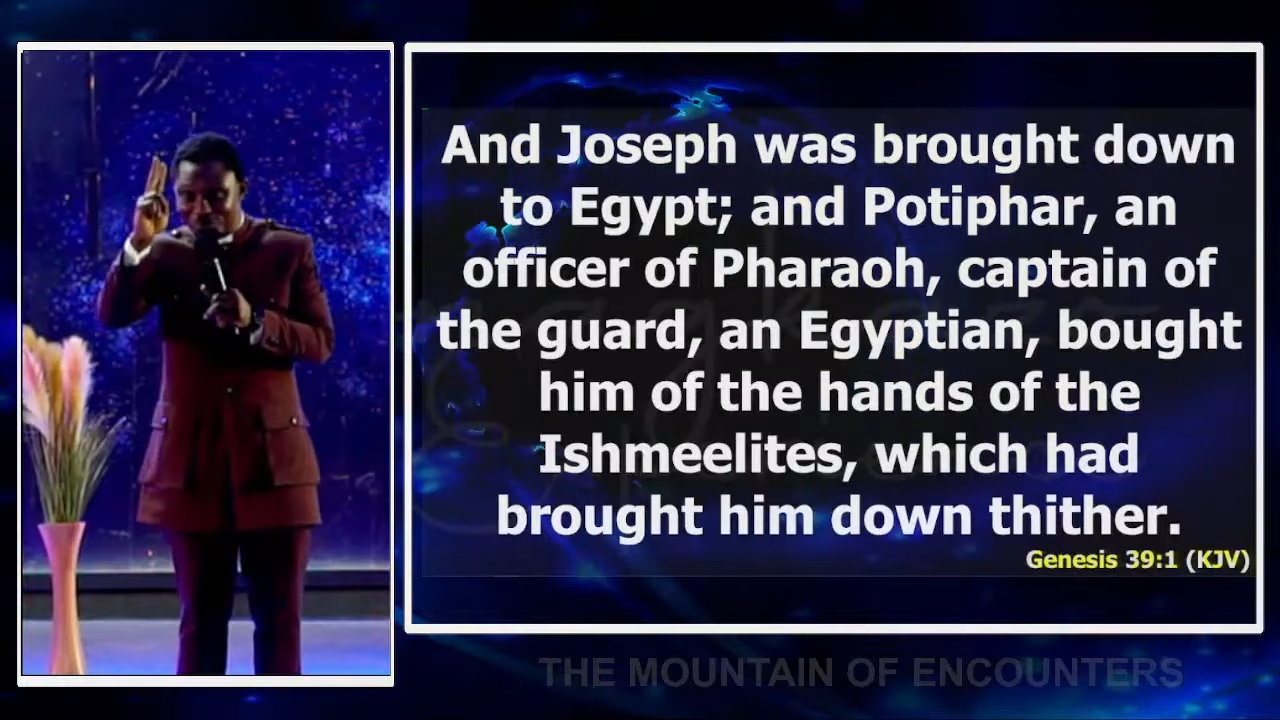 And Joseph was brought down
to Egypt; and Potiphar, an
officer of Pharaoh, captain of
the guard, an Egyptian, bought
him of the hands of the
Ishmeelites, which had
brought him down thither.
Genesis 39:1 (KJV)
THE MOUNTAIN OF ENCOUNTERS